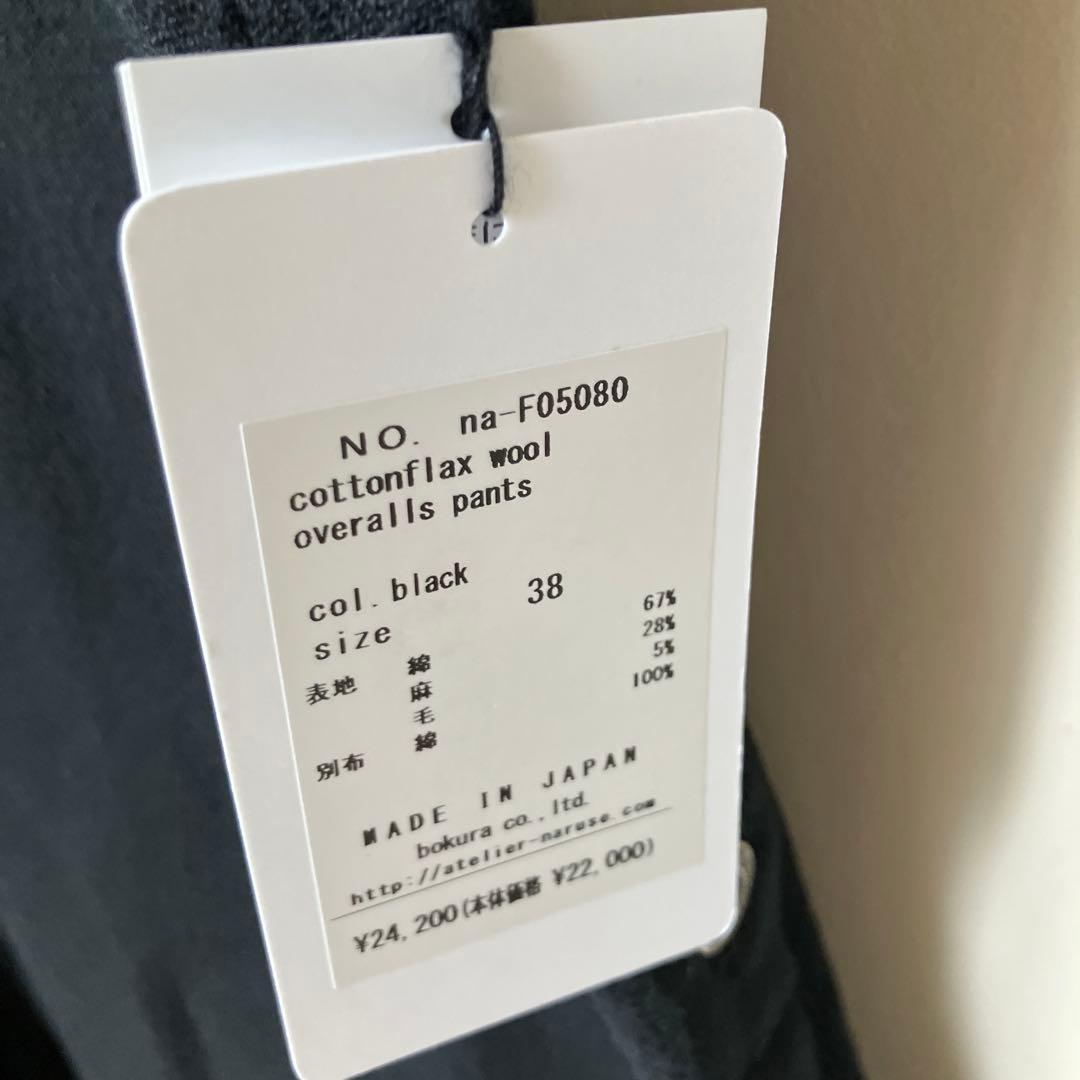 NO. na-F05080
cottonflax wool
overalls pants
col. black
size 38
表地 綿 67%
麻 28%
毛 5%
別布 綿 100%
MADE IN JAPAN
bokura co., ltd.
http://atelier-naruse.com
¥24,200(本体価格 ¥22,000)